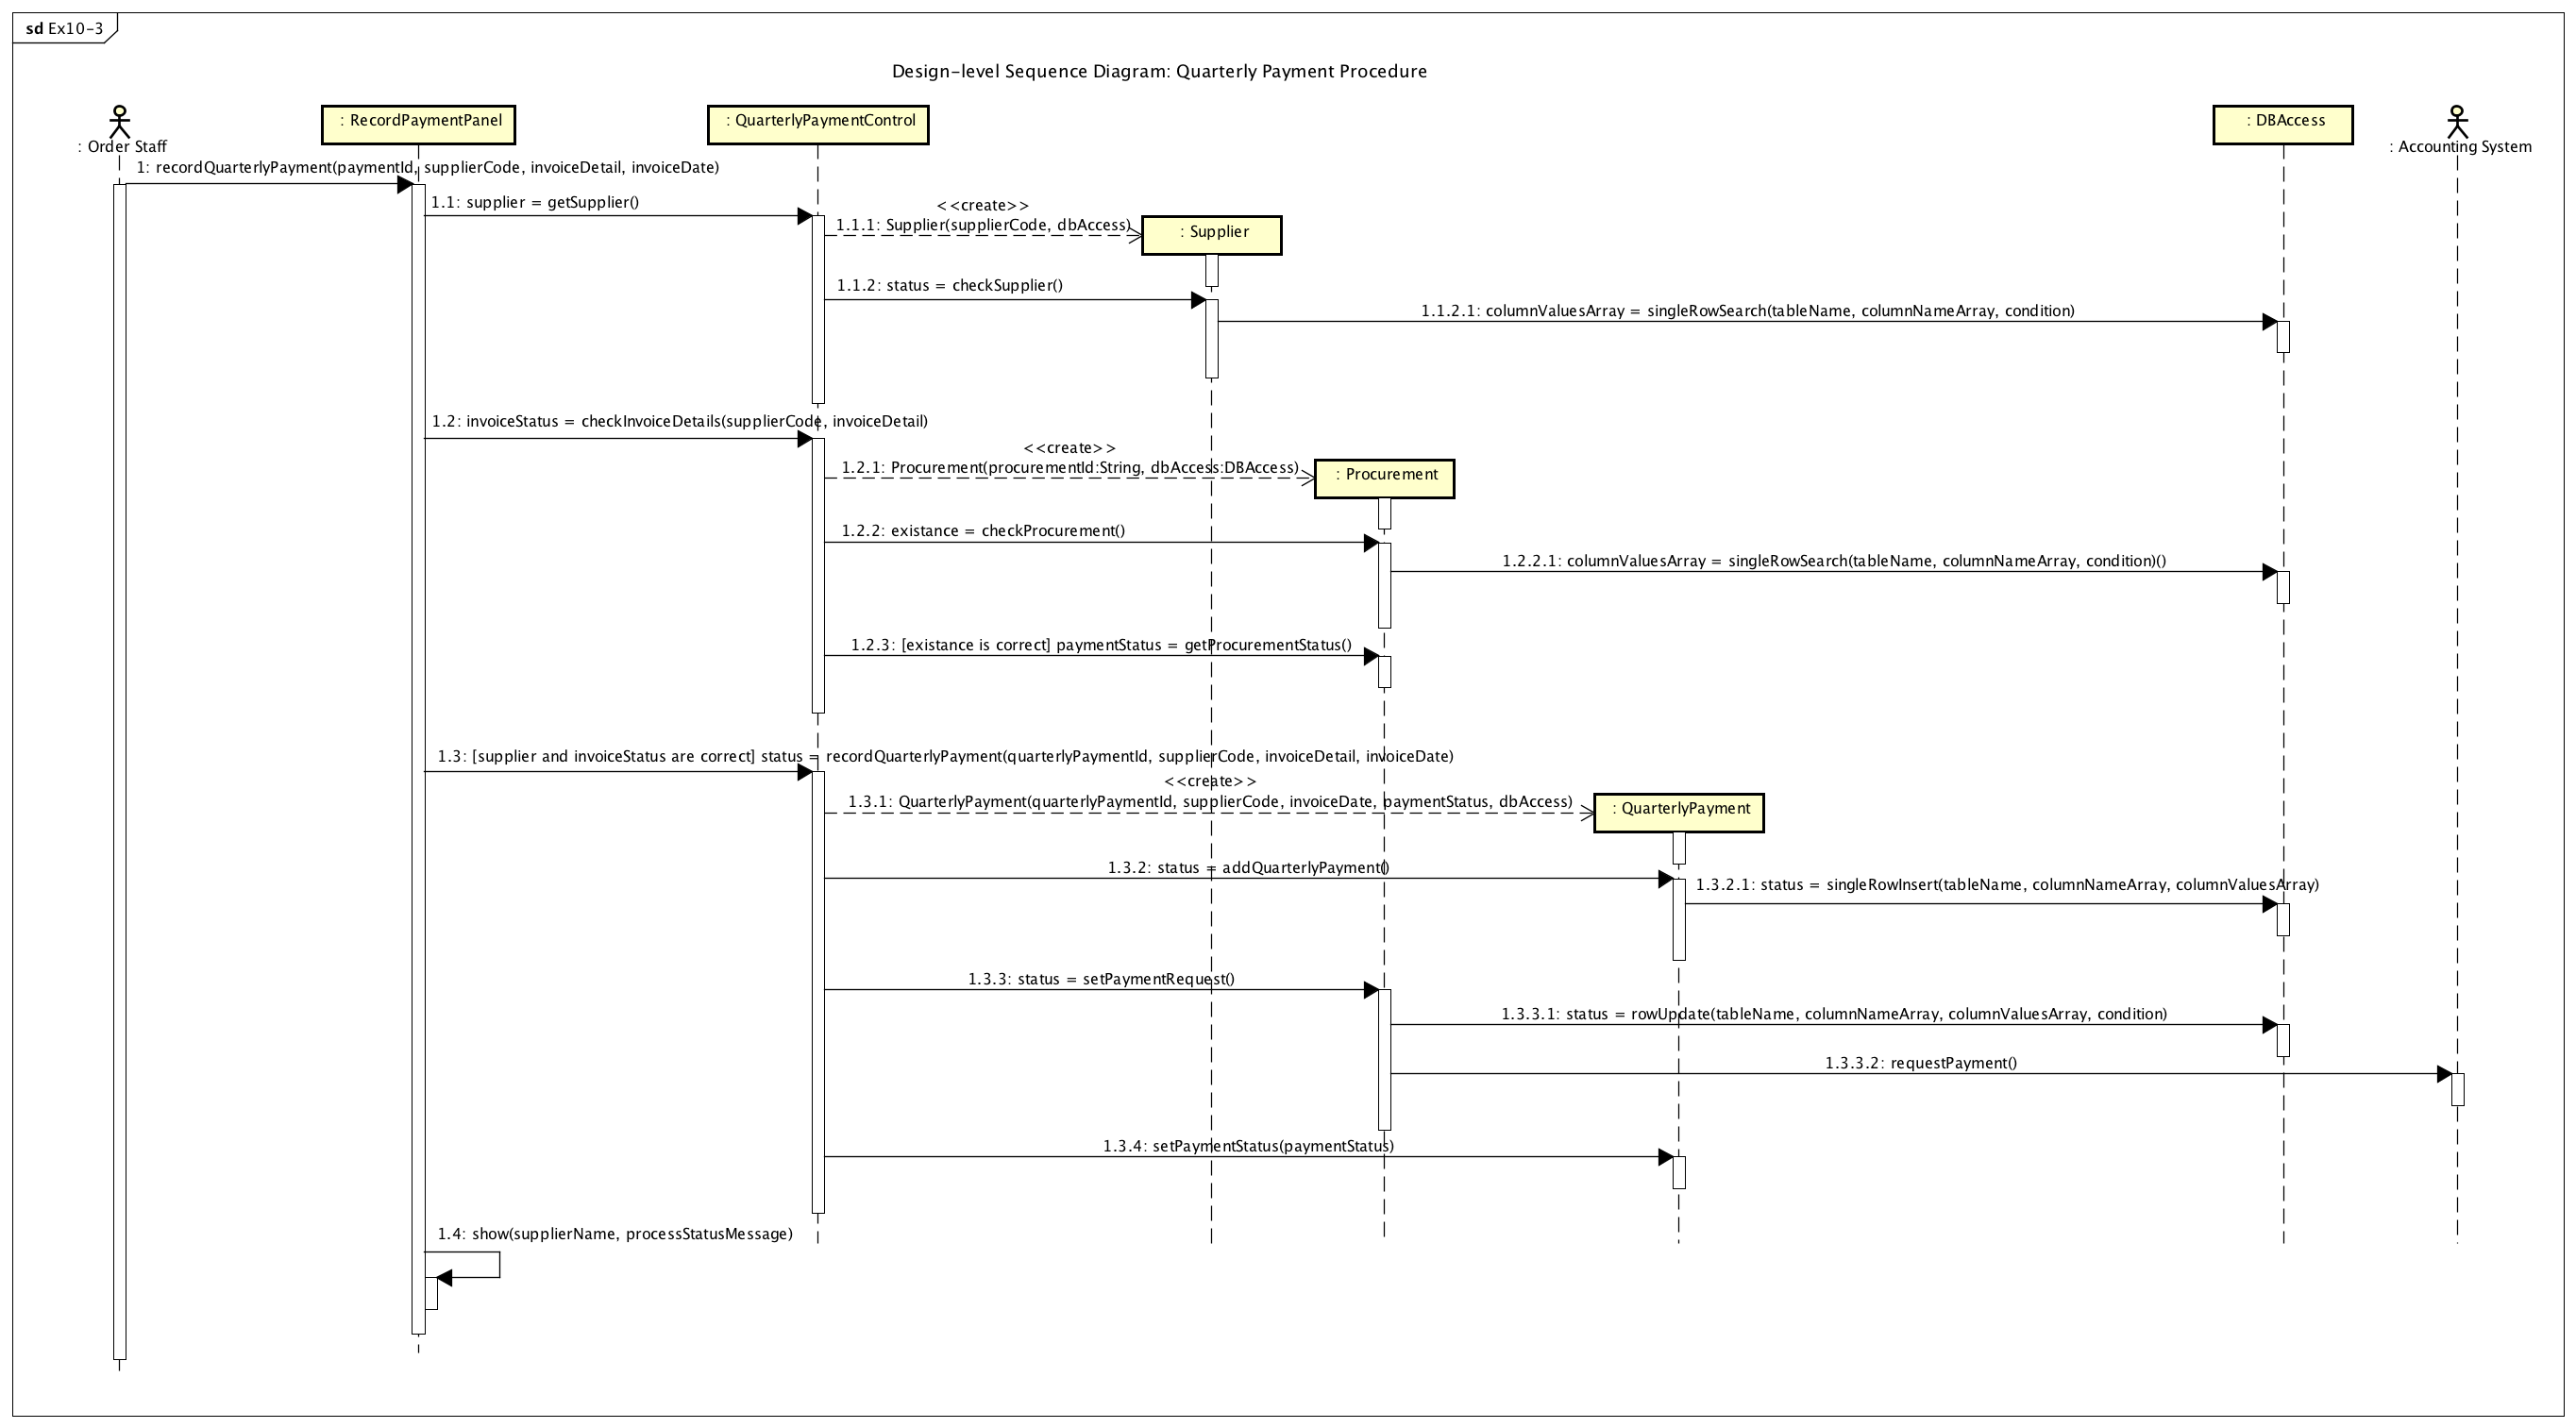 sd Ex10-3
Design-level Sequence Diagram: Quarterly Payment Procedure
: Order Staff
: RecordPaymentPanel
: QuarterlyPaymentControl
: DBAccess
: Accounting System
1: recordQuarterlyPayment(paymentId, supplierCode, invoiceDetail, invoiceDate)
1.1: supplier = getSupplier()
<<create>>
1.1.1: Supplier(supplierCode, dbAccess)
: Supplier
1.1.2: status = checkSupplier()
1.1.2.1: columnValuesArray = singleRowSearch(tableName, columnNameArray, condition)
1.2: invoiceStatus = checkInvoiceDetails(supplierCode, invoiceDetail)
<<create>>
1.2.1: Procurement(procurementId:String, dbAccess:DBAccess)
: Procurement
1.2.2: existance = checkProcurement()
1.2.2.1: columnValuesArray = singleRowSearch(tableName, columnNameArray, condition)()
1.2.3: [existance is correct] paymentStatus = getProcurementStatus()
1.3: [supplier and invoiceStatus are correct] status = recordQuarterlyPayment(quarterlyPaymentId, supplierCode, invoiceDetail, invoiceDate)
<<create>>
1.3.1: QuarterlyPayment(quarterlyPaymentId, supplierCode, invoiceDate, paymentStatus, dbAccess)
: QuarterlyPayment
1.3.2: status = addQuarterlyPayment()
1.3.2.1: status = singleRowInsert(tableName, columnNameArray, columnValuesArray)
1.3.3: status = setPaymentRequest()
1.3.3.1: status = rowUpdate(tableName, columnNameArray, columnValuesArray, condition)
1.3.3.2: requestPayment()
1.3.4: setPaymentStatus(paymentStatus)
1.4: show(supplierName, processStatusMessage)